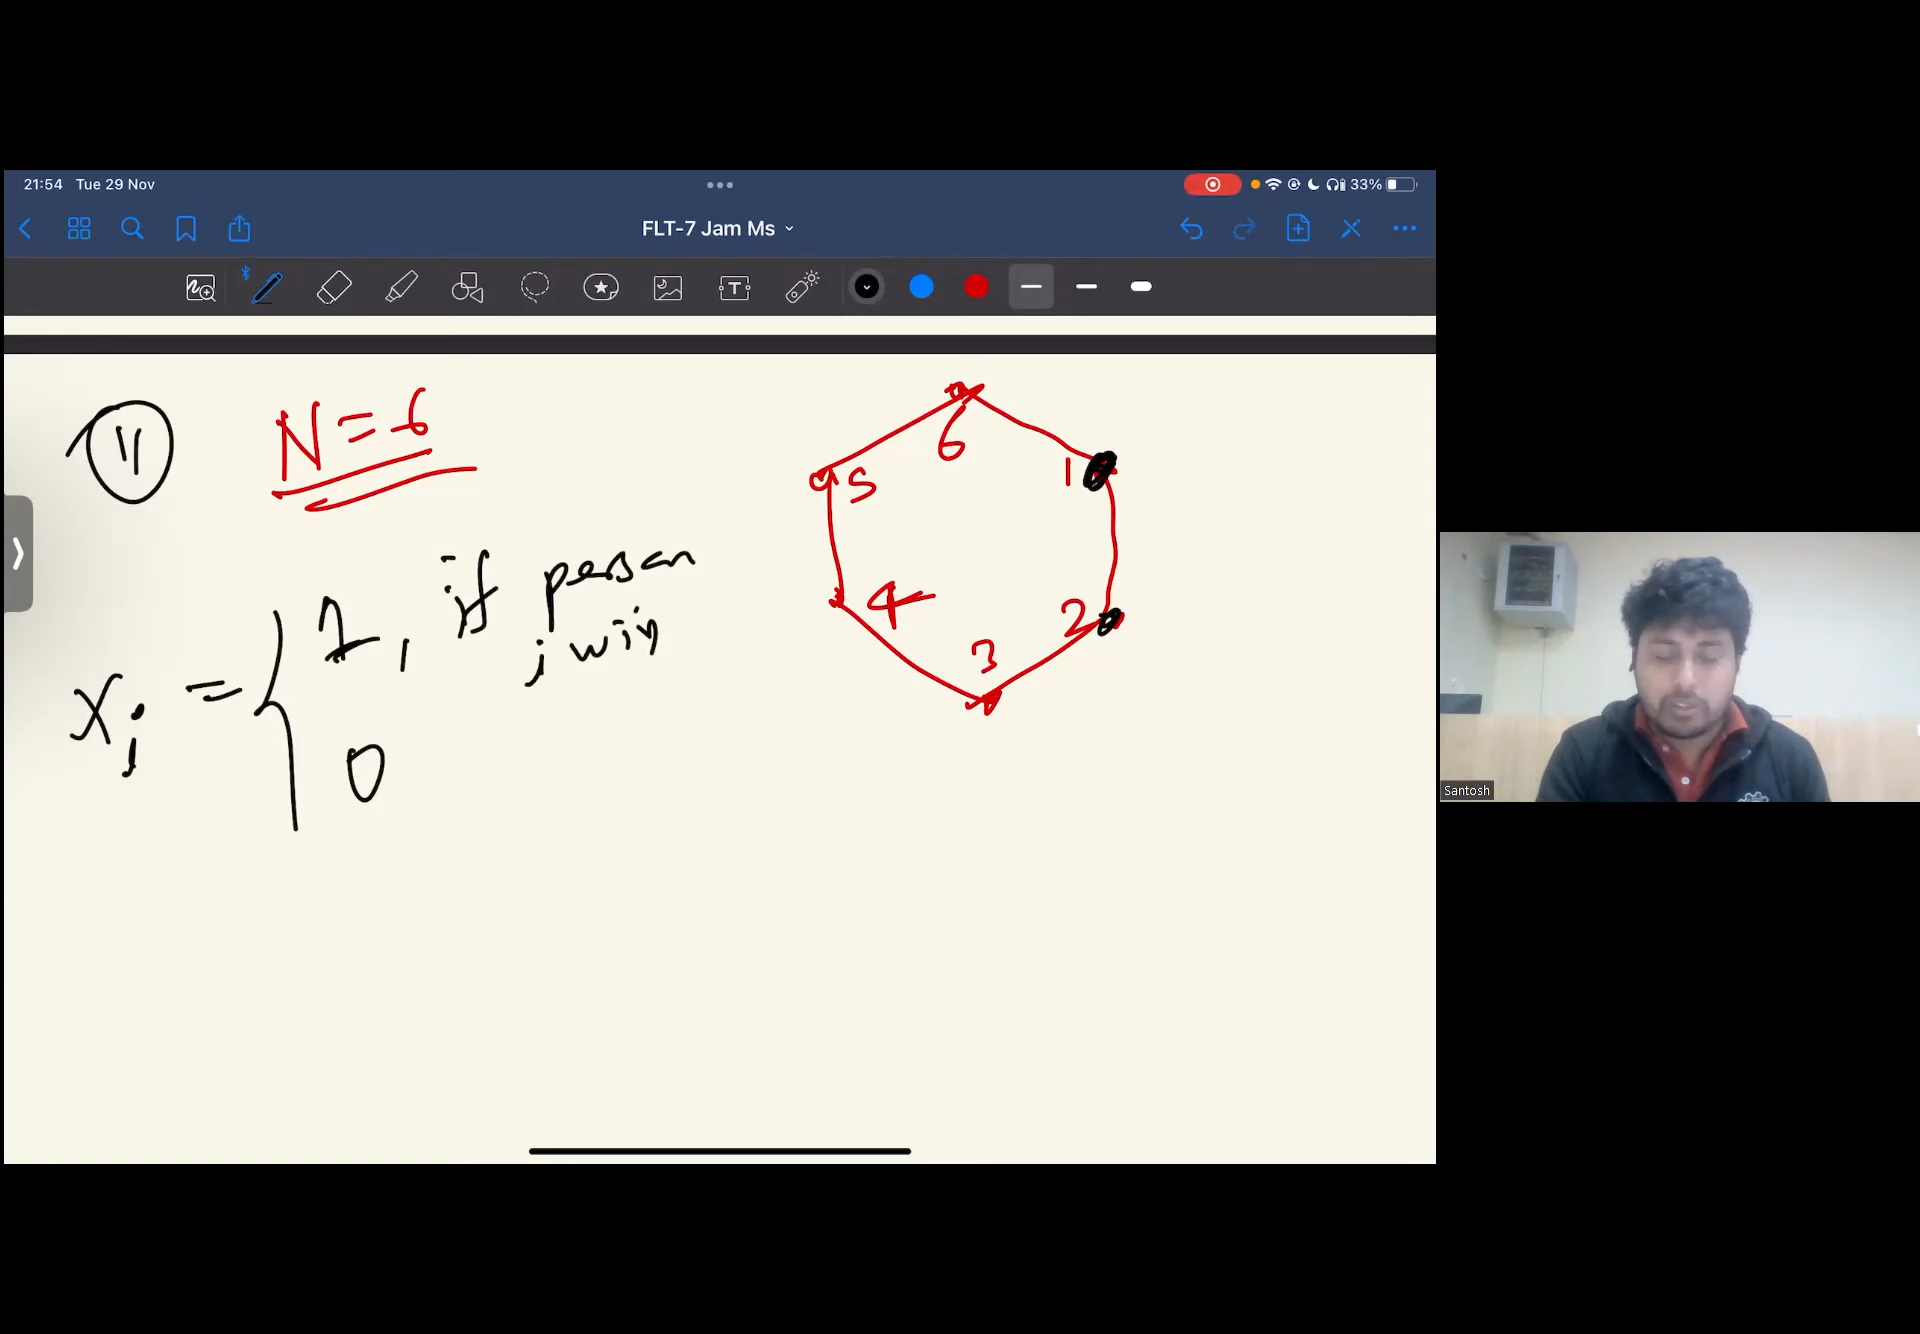 21:54 Tue 29 Nov
33%
FLT-7 Jam Ms
T
11
N = 6
6
5
1
4
2
3
xj = { 1, if person
j win
0
Santosh